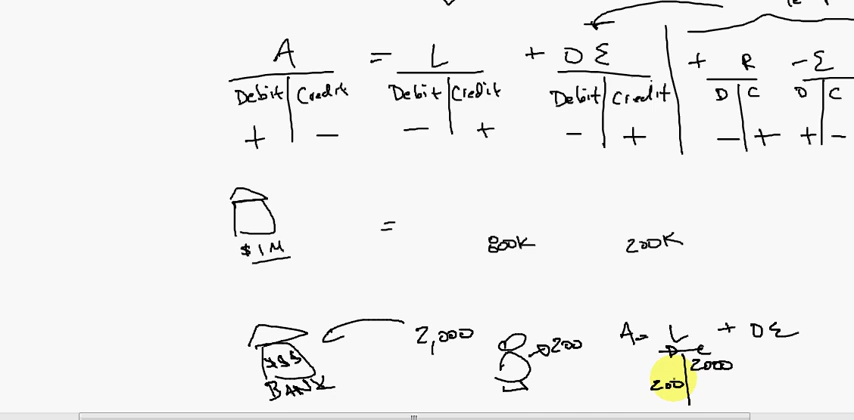 A = L + OE + R - E
Debit Credit Debit Credit Debit Credit D C D C
+ - - + - + - + + -
=
$1M 800K 200K
2,000 200 A = L + OE
$$$ D C
BANK 200 2000